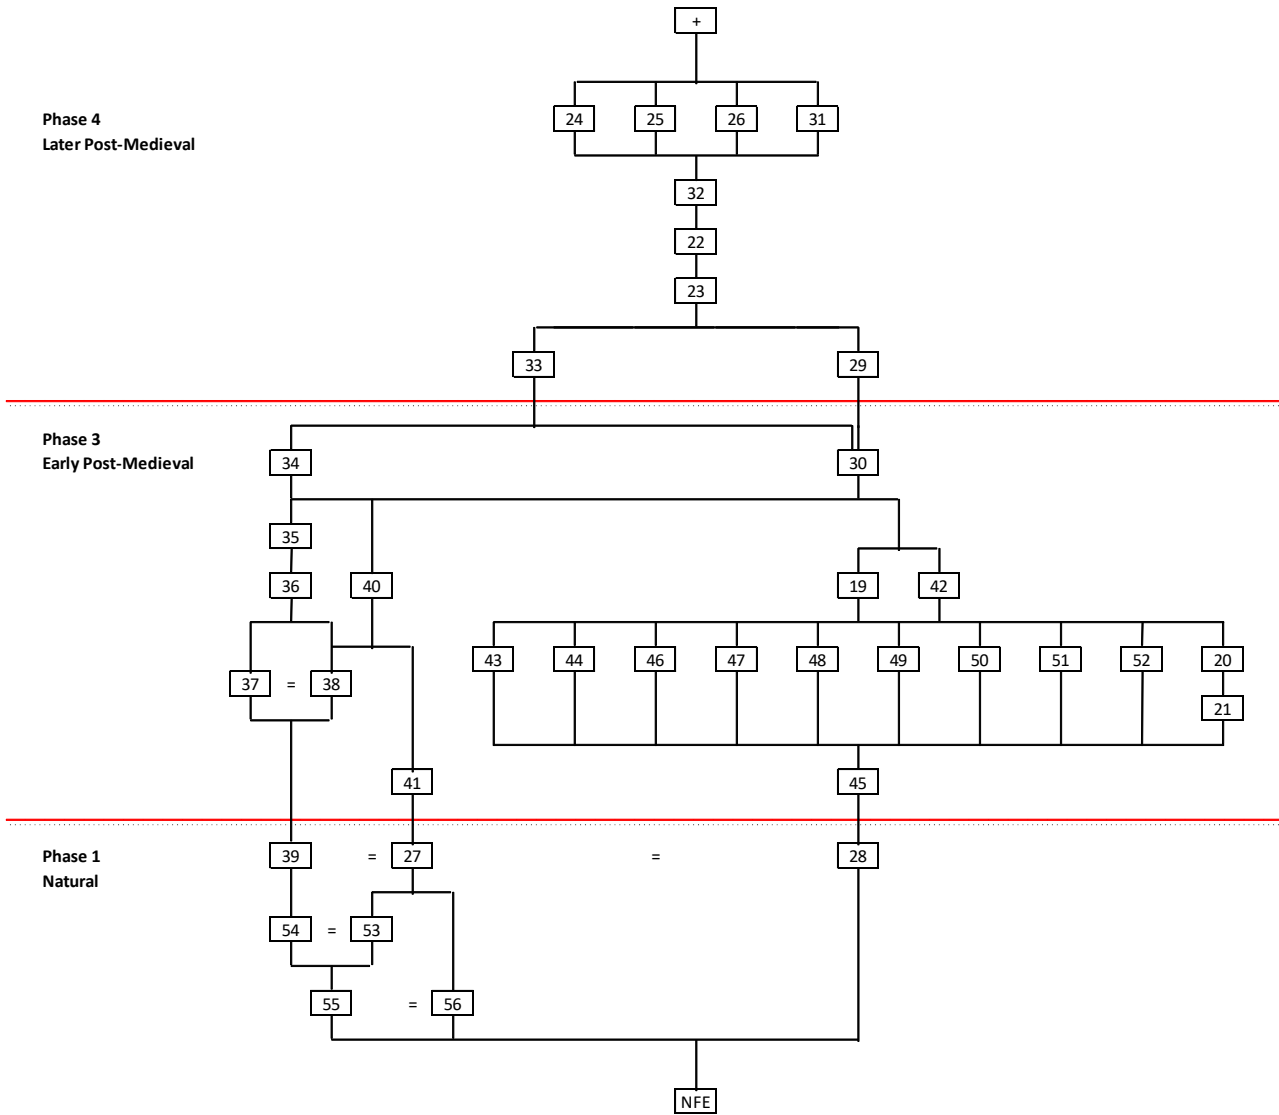 +
Phase 4
Later Post-Medieval
24 25 26 31
32
22
23
33 29
Phase 3
Early Post-Medieval
34 30
35
36 40 19 42
43 44 46 47 48 49 50 51 52 20
37 = 38
21
41 45
Phase 1
Natural
39 = 27 = 28
54 = 53
55 = 56
NFE